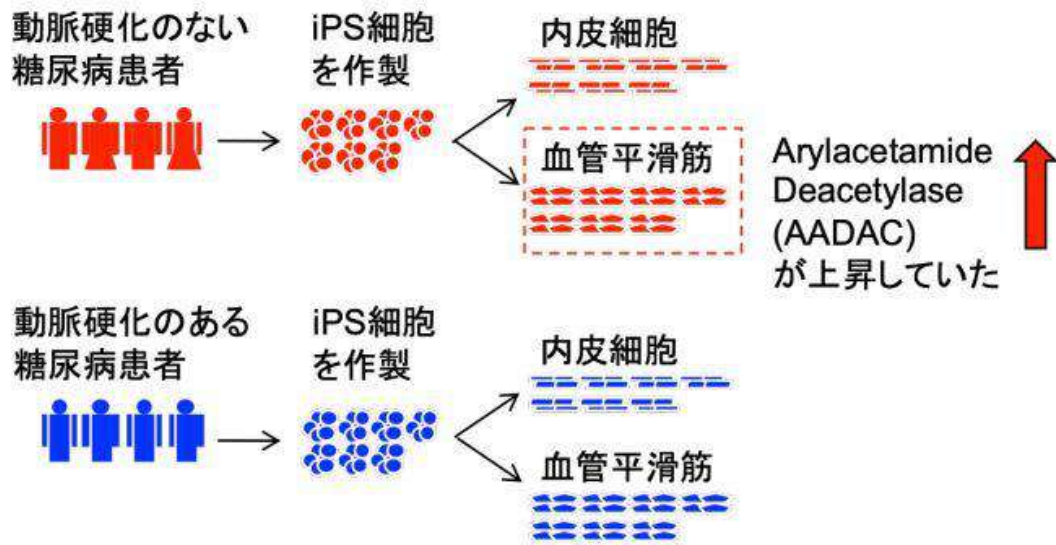 動脈硬化のない
糖尿病患者
iPS細胞
を作製
内皮細胞
血管平滑筋
Arylacetamide
Deacetylase
(AADAC)
が上昇していた
動脈硬化のある
糖尿病患者
iPS細胞
を作製
内皮細胞
血管平滑筋